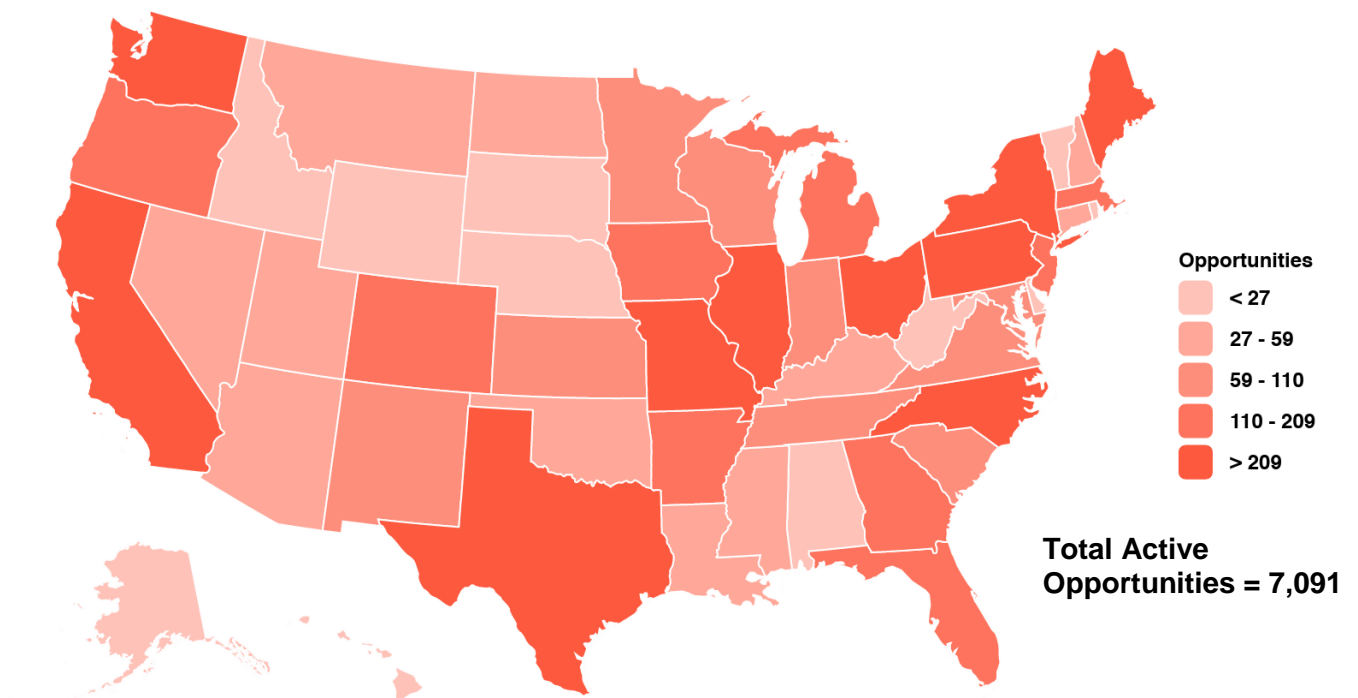 Opportunities
< 27
27 - 59
59 - 110
110 - 209
> 209
Total Active
Opportunities = 7,091